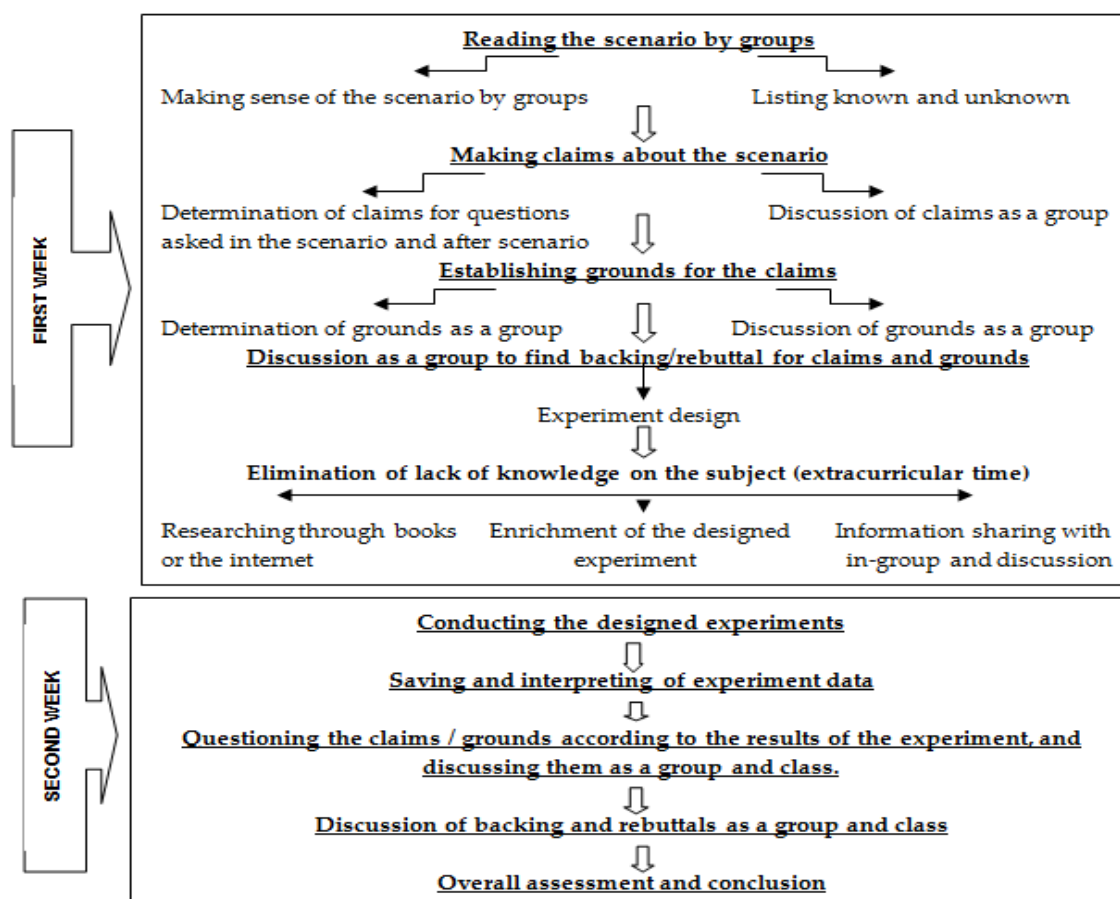 Reading the scenario by groups
Making sense of the scenario by groups
Listing known and unknown
Making claims about the scenario
Determination of claims for questions
asked in the scenario and after scenario
Discussion of claims as a group
Establishing grounds for the claims
Determination of grounds as a group
Discussion of grounds as a group
Discussion as a group to find backing/rebuttal for claims and grounds
Experiment design
Elimination of lack of knowledge on the subject (extracurricular time)
Researching through books
or the internet
Enrichment of the designed
experiment
Information sharing with
in-group and discussion
FIRST WEEK
Conducting the designed experiments
Saving and interpreting of experiment data
Questioning the claims / grounds according to the results of the experiment, and
discussing them as a group and class.
Discussion of backing and rebuttals as a group and class
Overall assessment and conclusion
SECOND WEEK